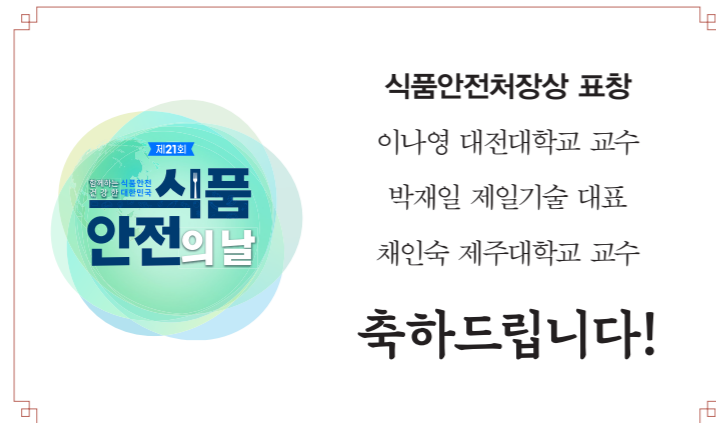 제21회
함께하는 식품안전
건강한 대한민국
식품
안전의 날
식품안전처장상 표창
이나영 대전대학교 교수
박재일 제일기술 대표
채인숙 제주대학교 교수
축하드립니다!